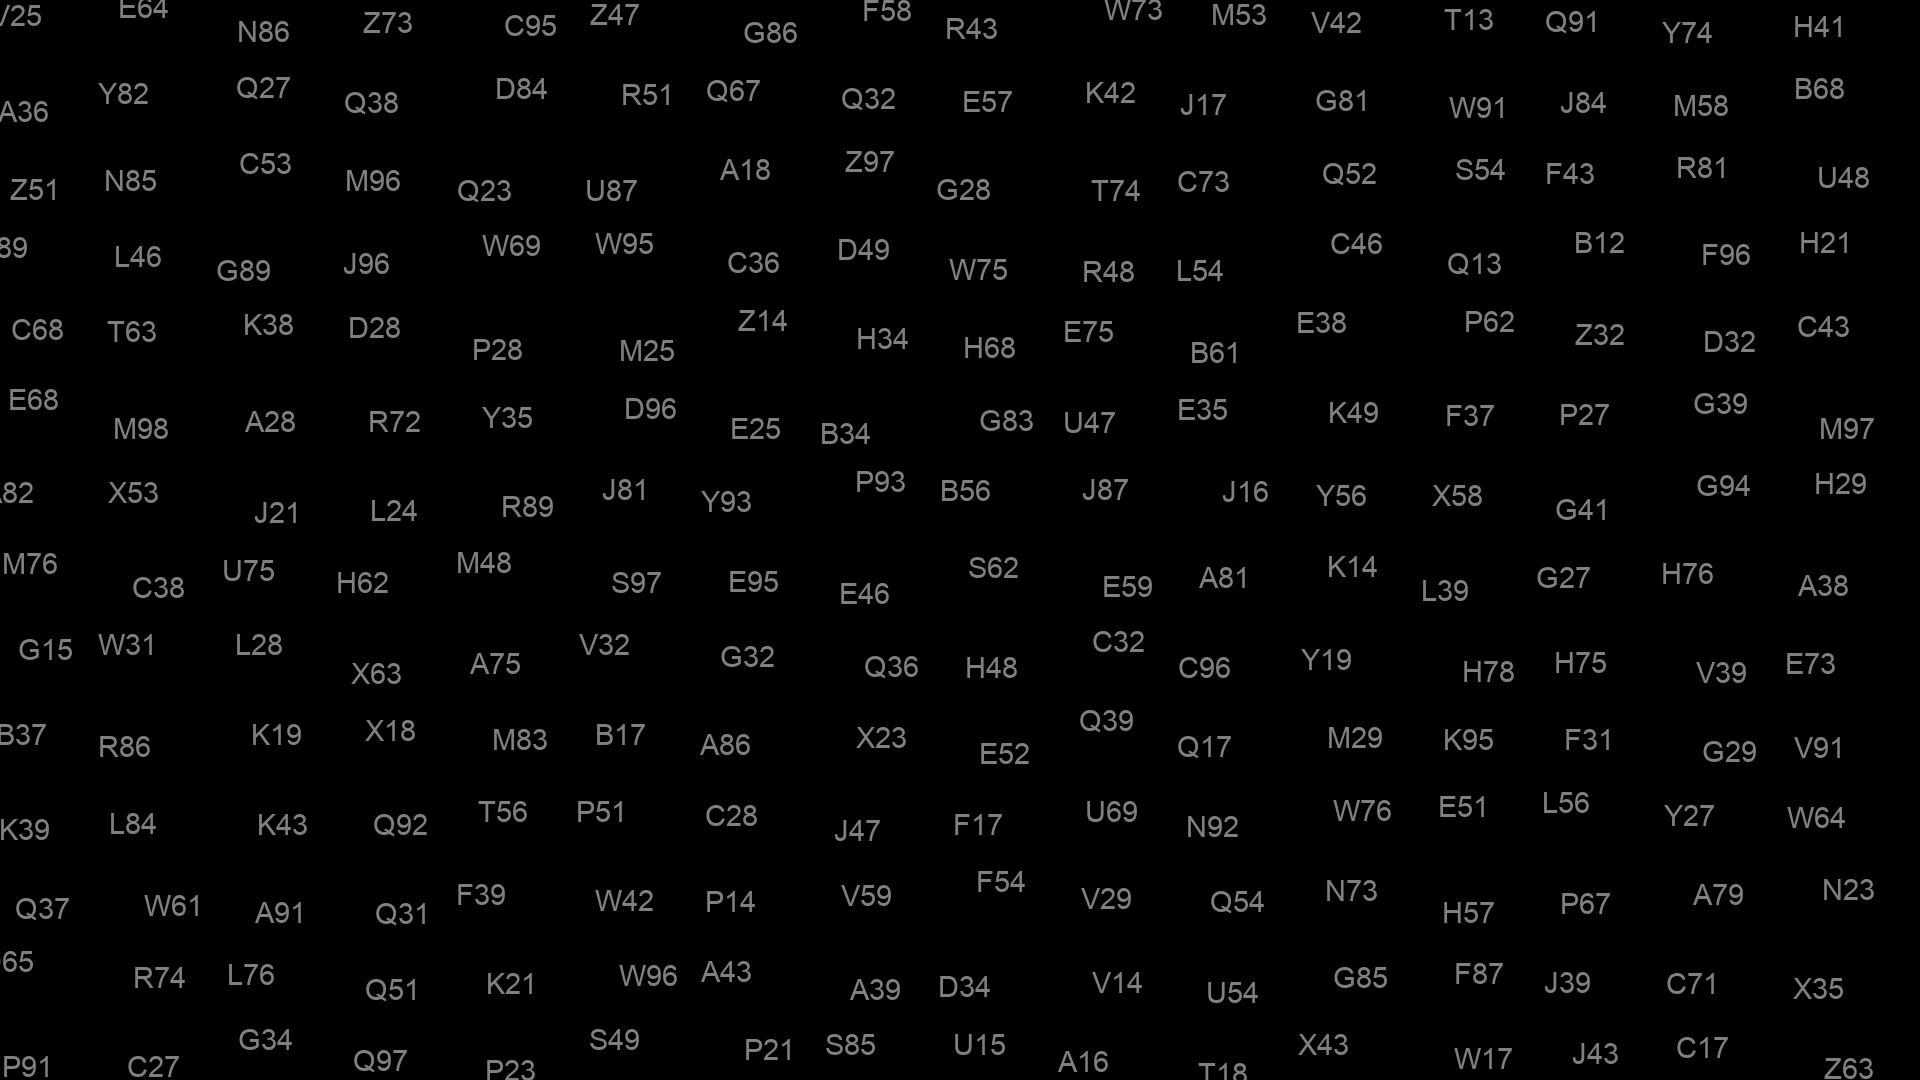 V25 E64 N86 Z73 C95 Z47 G86 F58 R43 W73 M53 V42 T13 Q91 Y74 H41
A36 Y82 Q27 Q38 D84 R51 Q67 Q32 E57 K42 J17 G81 W91 J84 M58 B68
Z51 N85 C53 M96 Q23 U87 A18 Z97 G28 T74 C73 Q52 S54 F43 R81 U48
89 L46 G89 J96 W69 W95 C36 D49 W75 R48 L54 C46 Q13 B12 F96 H21
C68 T63 K38 D28 P28 M25 Z14 H34 H68 E75 B61 E38 P62 Z32 D32 C43
E68 M98 A28 R72 Y35 D96 E25 B34 G83 U47 E35 K49 F37 P27 G39 M97
82 X53 J21 L24 R89 J81 Y93 P93 B56 J87 J16 Y56 X58 G41 G94 H29
M76 C38 U75 H62 M48 S97 E95 E46 S62 E59 A81 K14 L39 G27 H76 A38
G15 W31 L28 X63 A75 V32 G32 Q36 H48 C32 C96 Y19 H78 H75 V39 E73
B37 R86 K19 X18 M83 B17 A86 X23 E52 Q39 Q17 M29 K95 F31 G29 V91
K39 L84 K43 Q92 T56 P51 C28 J47 F17 U69 N92 W76 E51 L56 Y27 W64
Q37 W61 A91 Q31 F39 W42 P14 V59 F54 V29 Q54 N73 H57 P67 A79 N23
65 R74 L76 Q51 K21 W96 A43 A39 D34 V14 U54 G85 F87 J39 C71 X35
P91 C27 G34 Q97 P23 S49 P21 S85 U15 A16 T18 X43 W17 J43 C17 Z63